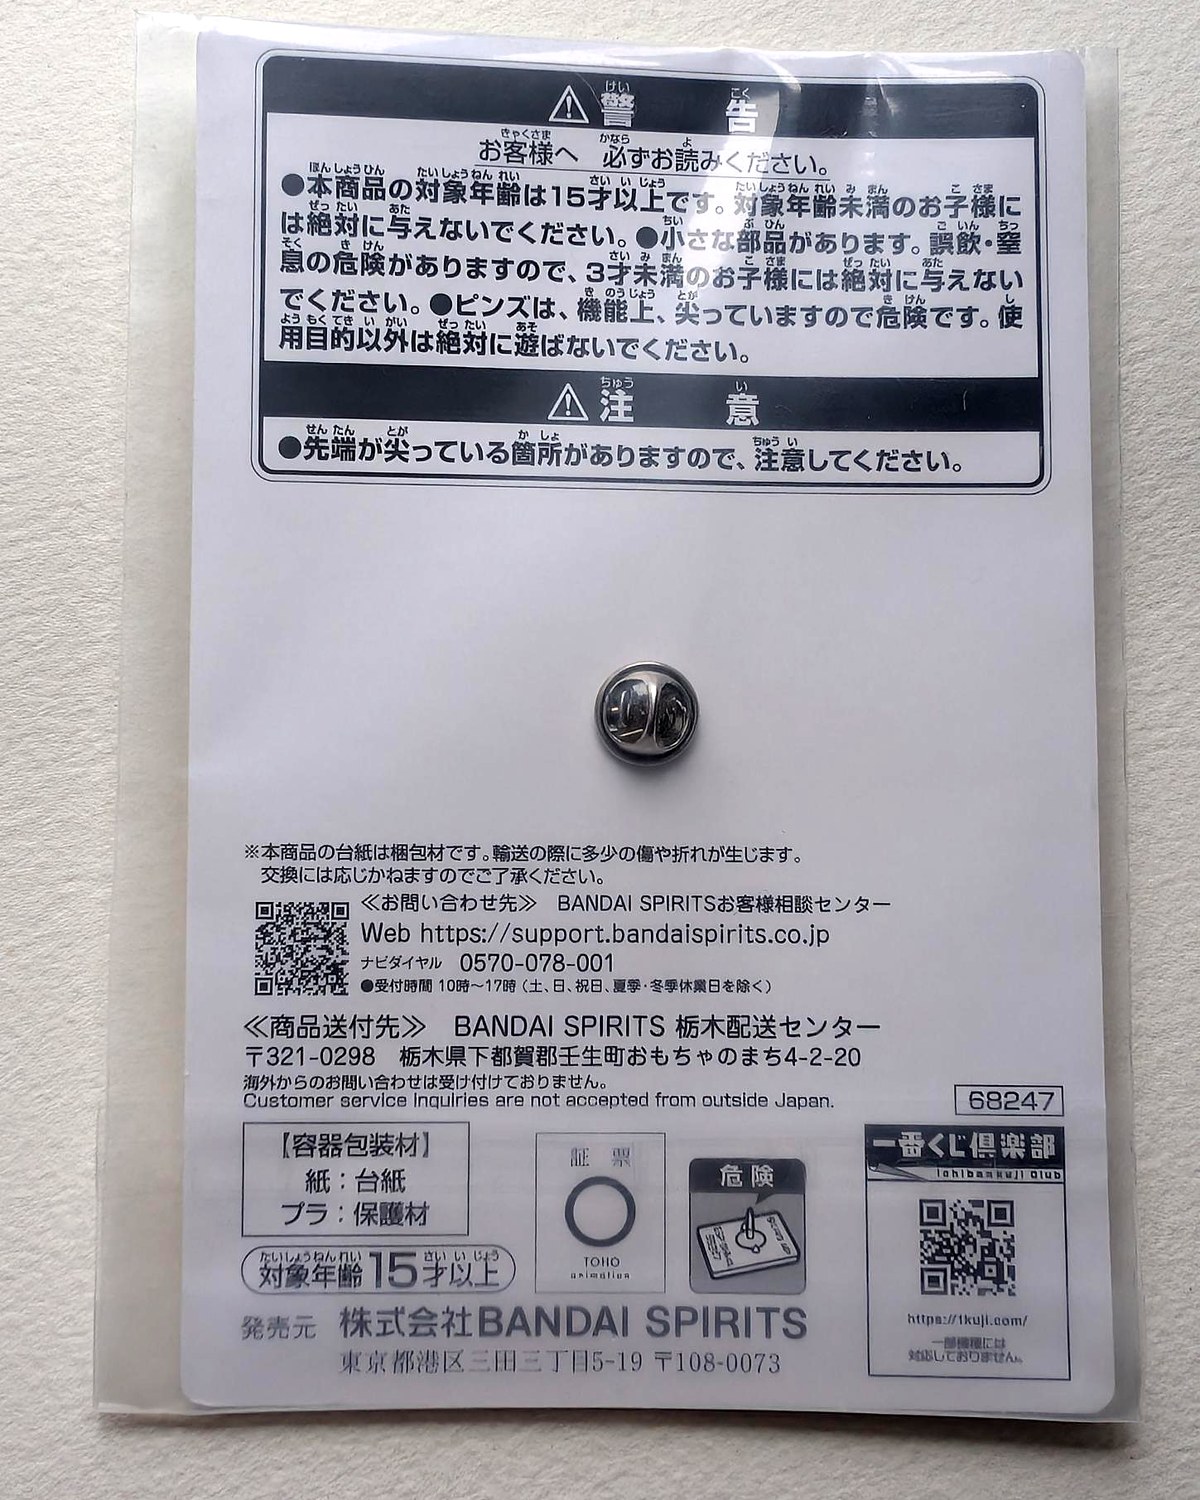 警告
お客様へ 必ずお読みください。
●本商品の対象年齢は15才以上です。対象年齢未満のお子様に
は絶対に与えないでください。●小さな部品があります。誤飲・窒
息の危険がありますので、3才未満のお子様には絶対に与えない
でください。●ピンズは、機能上、尖っていますので危険です。使
用目的以外は絶対に遊ばないでください。
注意
●先端が尖っている箇所がありますので、注意してください。
※本商品の台紙は梱包材です。輸送の際に多少の傷や折れが生じます。
交換には応じかねますのでご了承ください。
≪お問い合わせ先≫ BANDAI SPIRITSお客様相談センター
Web https://support.bandaispirits.co.jp
ナビダイヤル 0570-078-001
●受付時間 10時〜17時(土、日、祝日、夏季・冬季休業日を除く)
≪商品送付先≫ BANDAI SPIRITS 栃木配送センター
〒321-0298 栃木県下都賀郡壬生町おもちゃのまち4-2-20
海外からのお問い合わせは受け付けておりません。
Customer service inquiries are not accepted from outside Japan.
68247
【容器包装材】
紙:台紙
プラ:保護材
対象年齢15才以上
証票
TOHO
animation
危険
一番くじ倶楽部
Ichibankuji Club
https://1kuji.com/
一部機種には
対応しておりません。
発売元 株式会社BANDAI SPIRITS
東京都港区三田三丁目5-19 〒108-0073